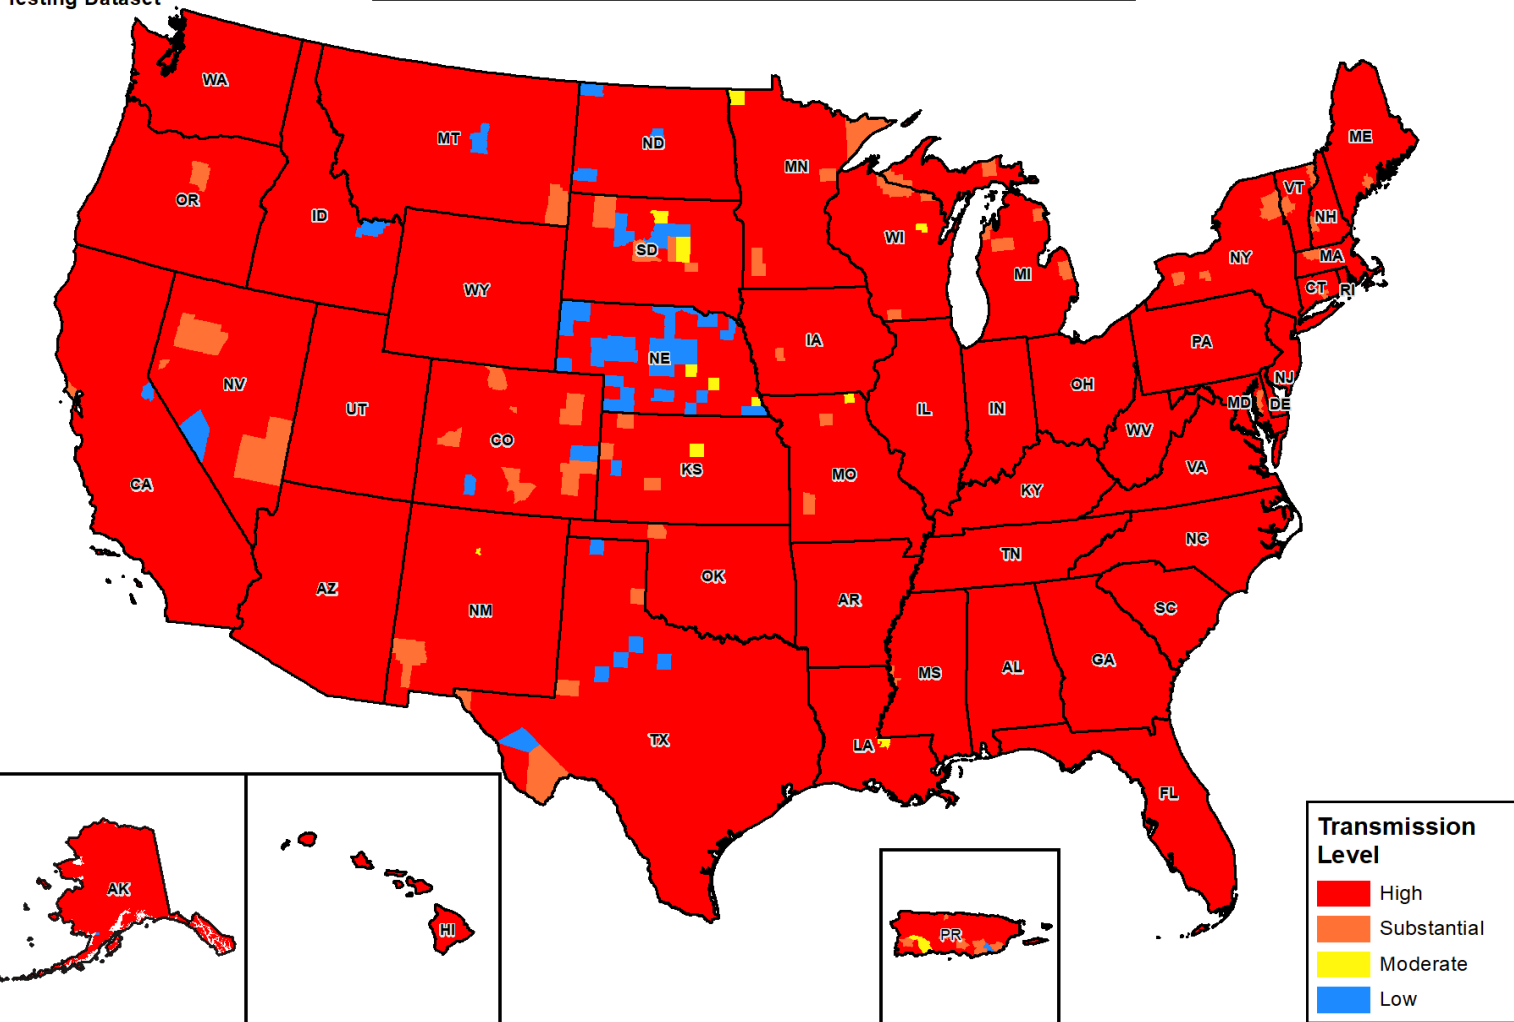 Testing Dataset
WA
MT
ND
MN
ME
OR
ID
SD
WI
MI
VT
NH
NY
MA
CT
RI
WY
IA
PA
NE
NV
UT
CO
IL
IN
OH
NJ
MD
DE
WV
CA
KS
MO
KY
VA
AZ
NM
OK
AR
TN
NC
SC
MS
AL
GA
TX
LA
FL
AK
HI
PR
Transmission
Level
High
Substantial
Moderate
Low